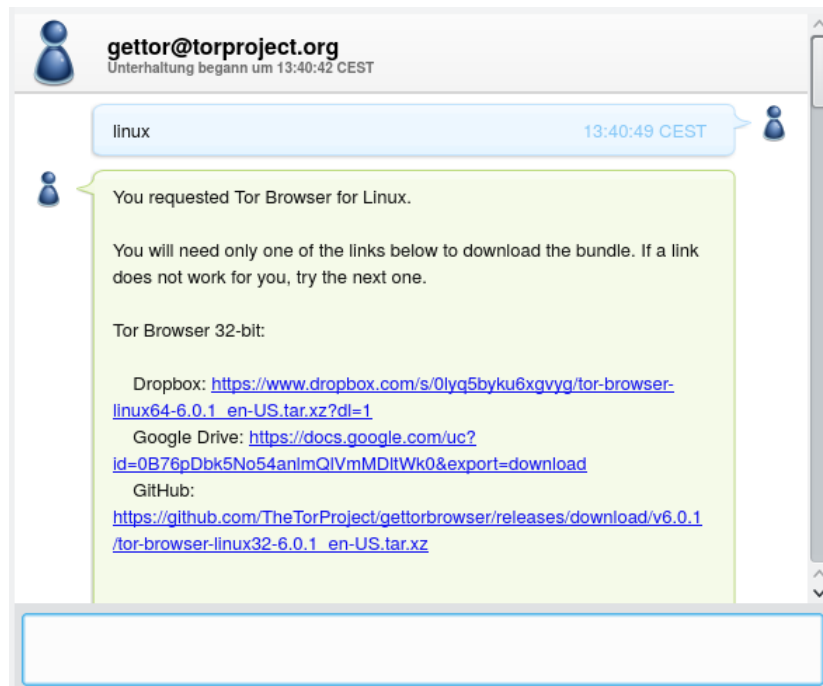 gettor@torproject.org
Unterhaltung begann um 13:40:42 CEST
linux 13:40:49 CEST
You requested Tor Browser for Linux.
You will need only one of the links below to download the bundle. If a link
does not work for you, try the next one.
Tor Browser 32-bit:
Dropbox: https://www.dropbox.com/s/0lyq5byku6xgvyg/tor-browser-
linux64-6.0.1_en-US.tar.xz?dl=1
Google Drive: https://docs.google.com/uc?
id=0B76pDbk5No54anlmQlVmMDltWk0&export=download
GitHub:
https://github.com/TheTorProject/gettorbrowser/releases/download/v6.0.1
/tor-browser-linux32-6.0.1_en-US.tar.xz